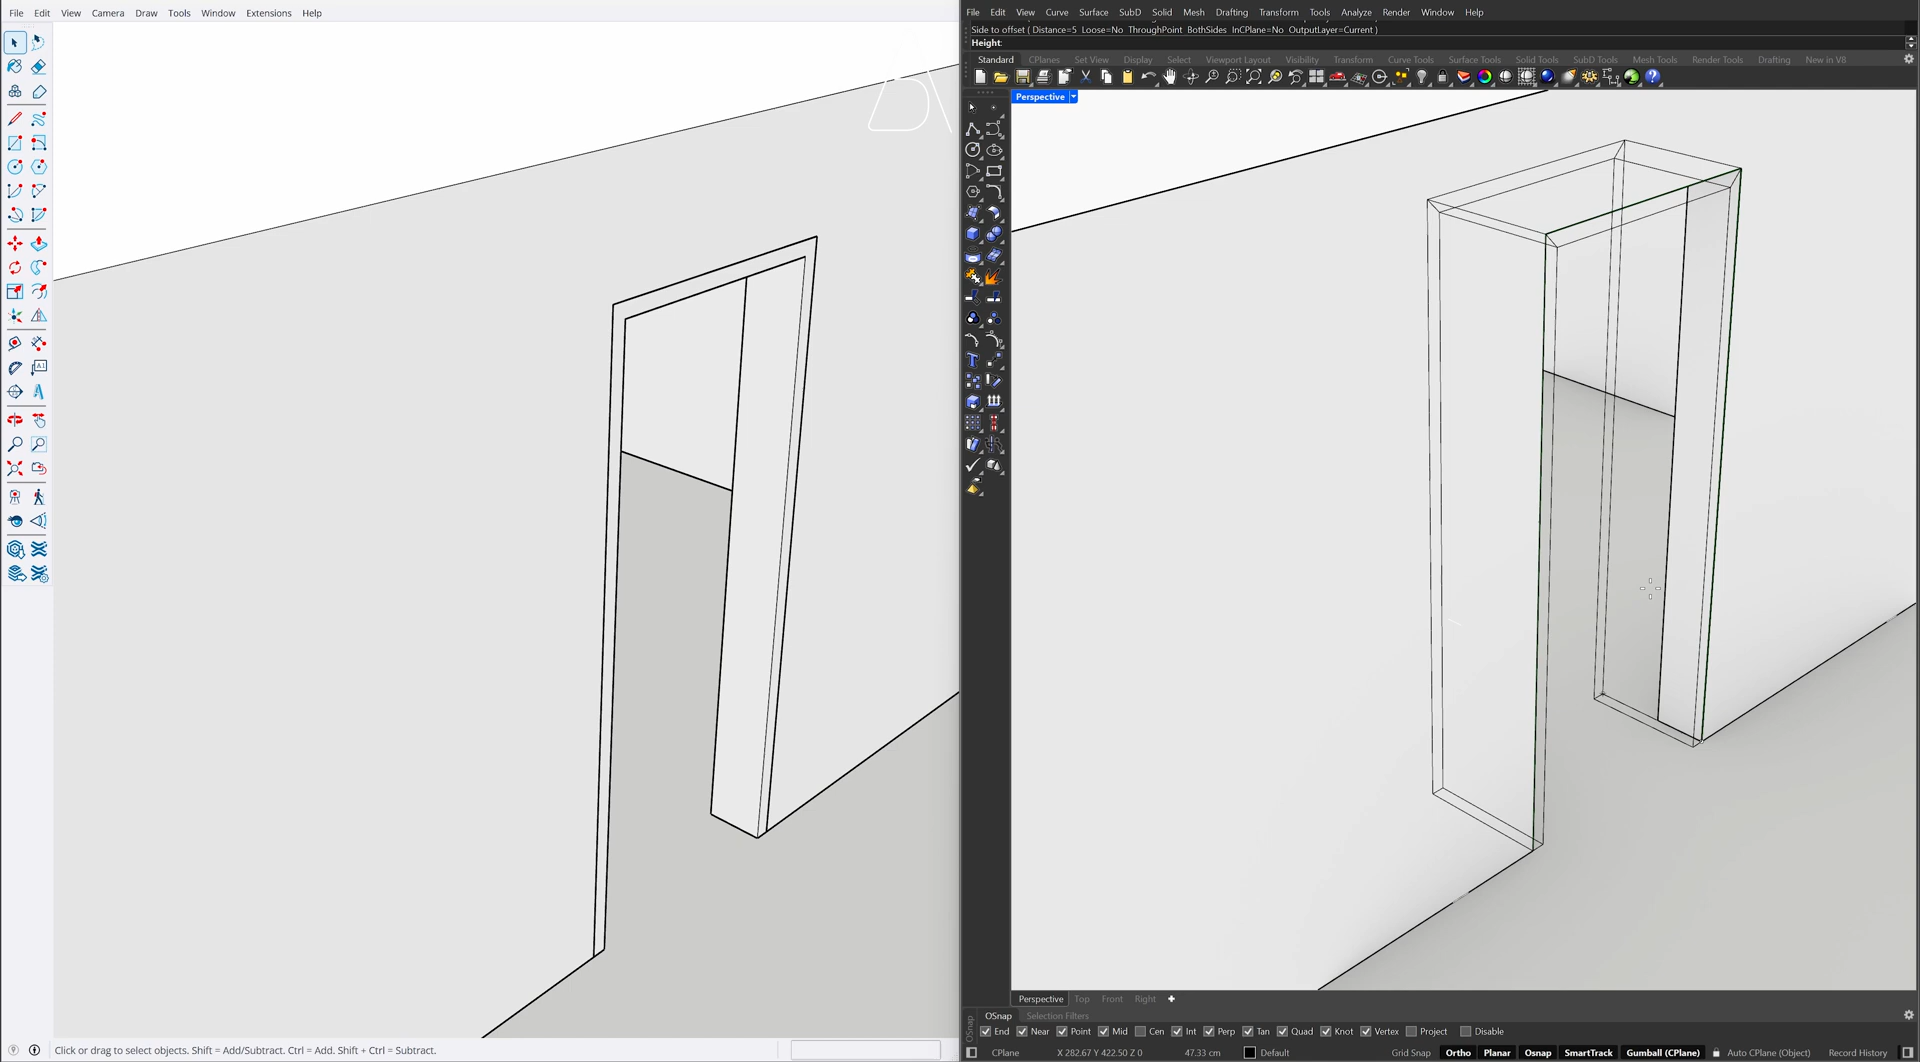 File Edit View Camera Draw Tools Window Extensions Help
A1
Click or drag to select objects. Shift = Add/Subtract. Ctrl = Add. Shift + Ctrl = Subtract.
File Edit View Curve Surface SubD Solid Mesh Drafting Transform Tools Analyze Render Window Help
Side to offset ( Distance=5 Loose=No ThroughPoint BothSides InCPlane=No OutputLayer=Current )
Height:
Standard CPlanes Set View Display Select Viewport Layout Visibility Transform Curve Tools Surface Tools Solid Tools SubD Tools Mesh Tools Render Tools Drafting New in V8
Perspective
Perspective Top Front Right
OSnap Selection Filters
Osnap
End Near Point Mid Cen Int Perp Tan Quad Knot Vertex Project Disable
CPlane X 282.67 Y 422.50 Z 0 47.33 cm Default Grid Snap Ortho Planar Osnap SmartTrack Gumball (CPlane) Auto CPlane (Object) Record History